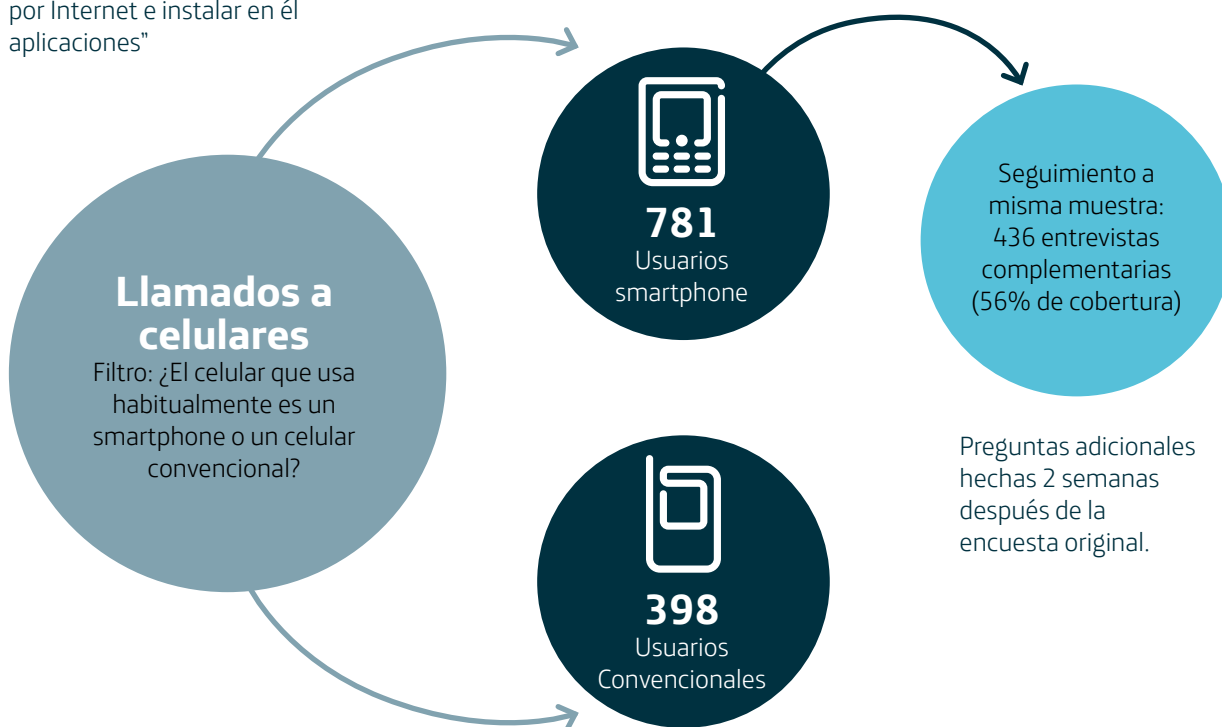 por Internet e instalar en él
aplicaciones”
Llamados a
celulares
Filtro: ¿El celular que usa
habitualmente es un
smartphone o un celular
convencional?
781
Usuarios
smartphone
Seguimiento a
misma muestra:
436 entrevistas
complementarias
(56% de cobertura)
Preguntas adicionales
hechas 2 semanas
después de la
encuesta original.
398
Usuarios
Convencionales